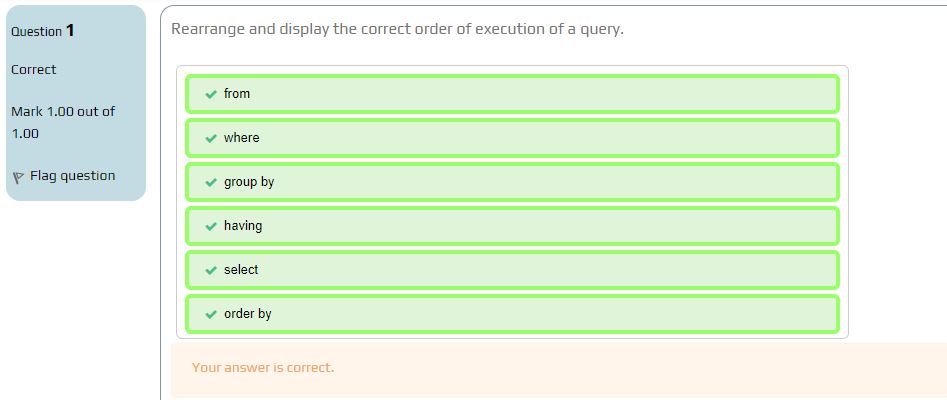 Question 1
Correct
Mark 1.00 out of
1.00
Flag question
Rearrange and display the correct order of execution of a query.
from
where
group by
having
select
order by
Your answer is correct.